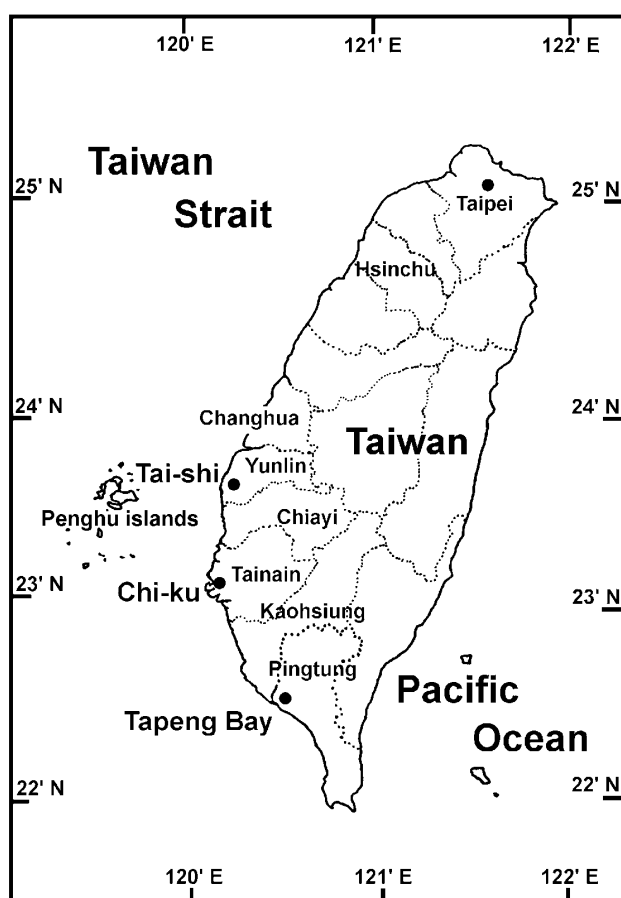 120' E
121' E
122' E
Taiwan
Strait
25' N
25' N
Taipei
Hsinchu
24' N
24' N
Changhua
Taiwan
Yunlin
Tai-shi
Penghu islands
Chiayi
Tainain
Chi-ku
23' N
23' N
Kaohsiung
Pingtung
Pacific
Tapeng Bay
Ocean
22' N
22' N
120' E
121' E
122' E